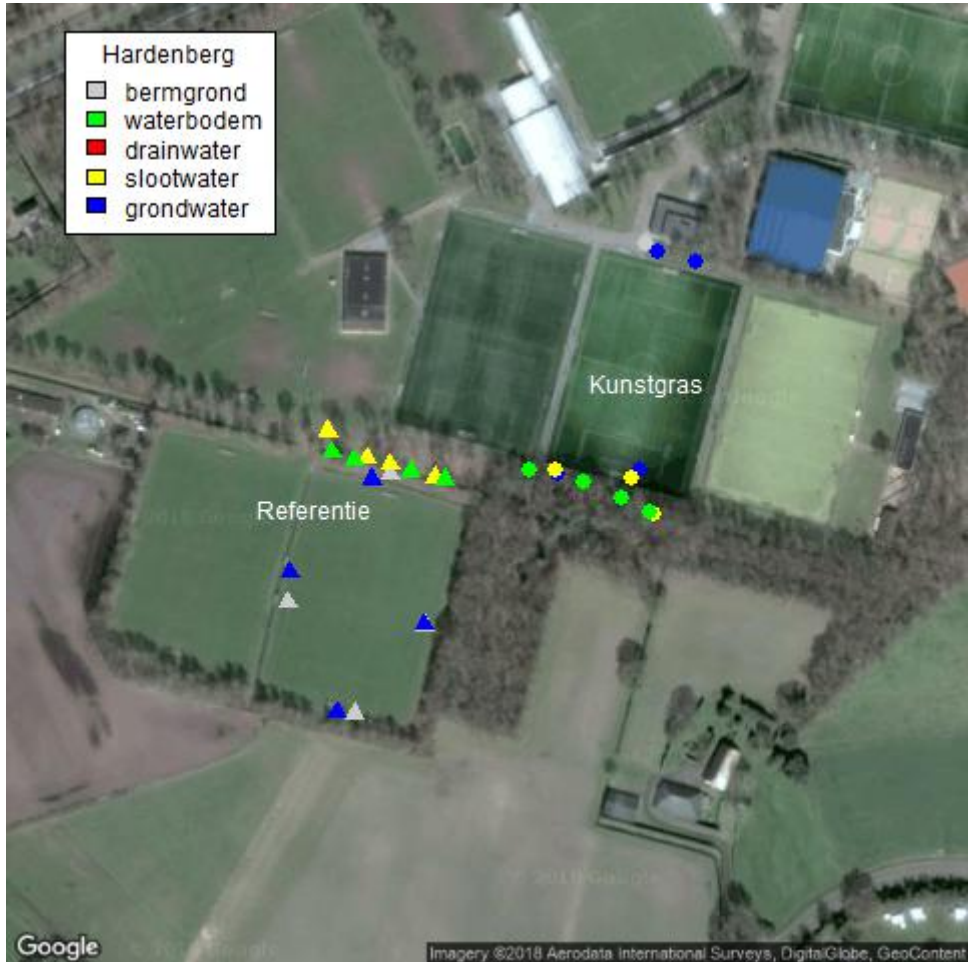 Hardenberg
bermgrond
waterbodem
drainwater
slootwater
grondwater
Kunstgras
Referentie
Google
Imagery ©2018 Aerodata International Surveys, DigitalGlobe, GeoContent